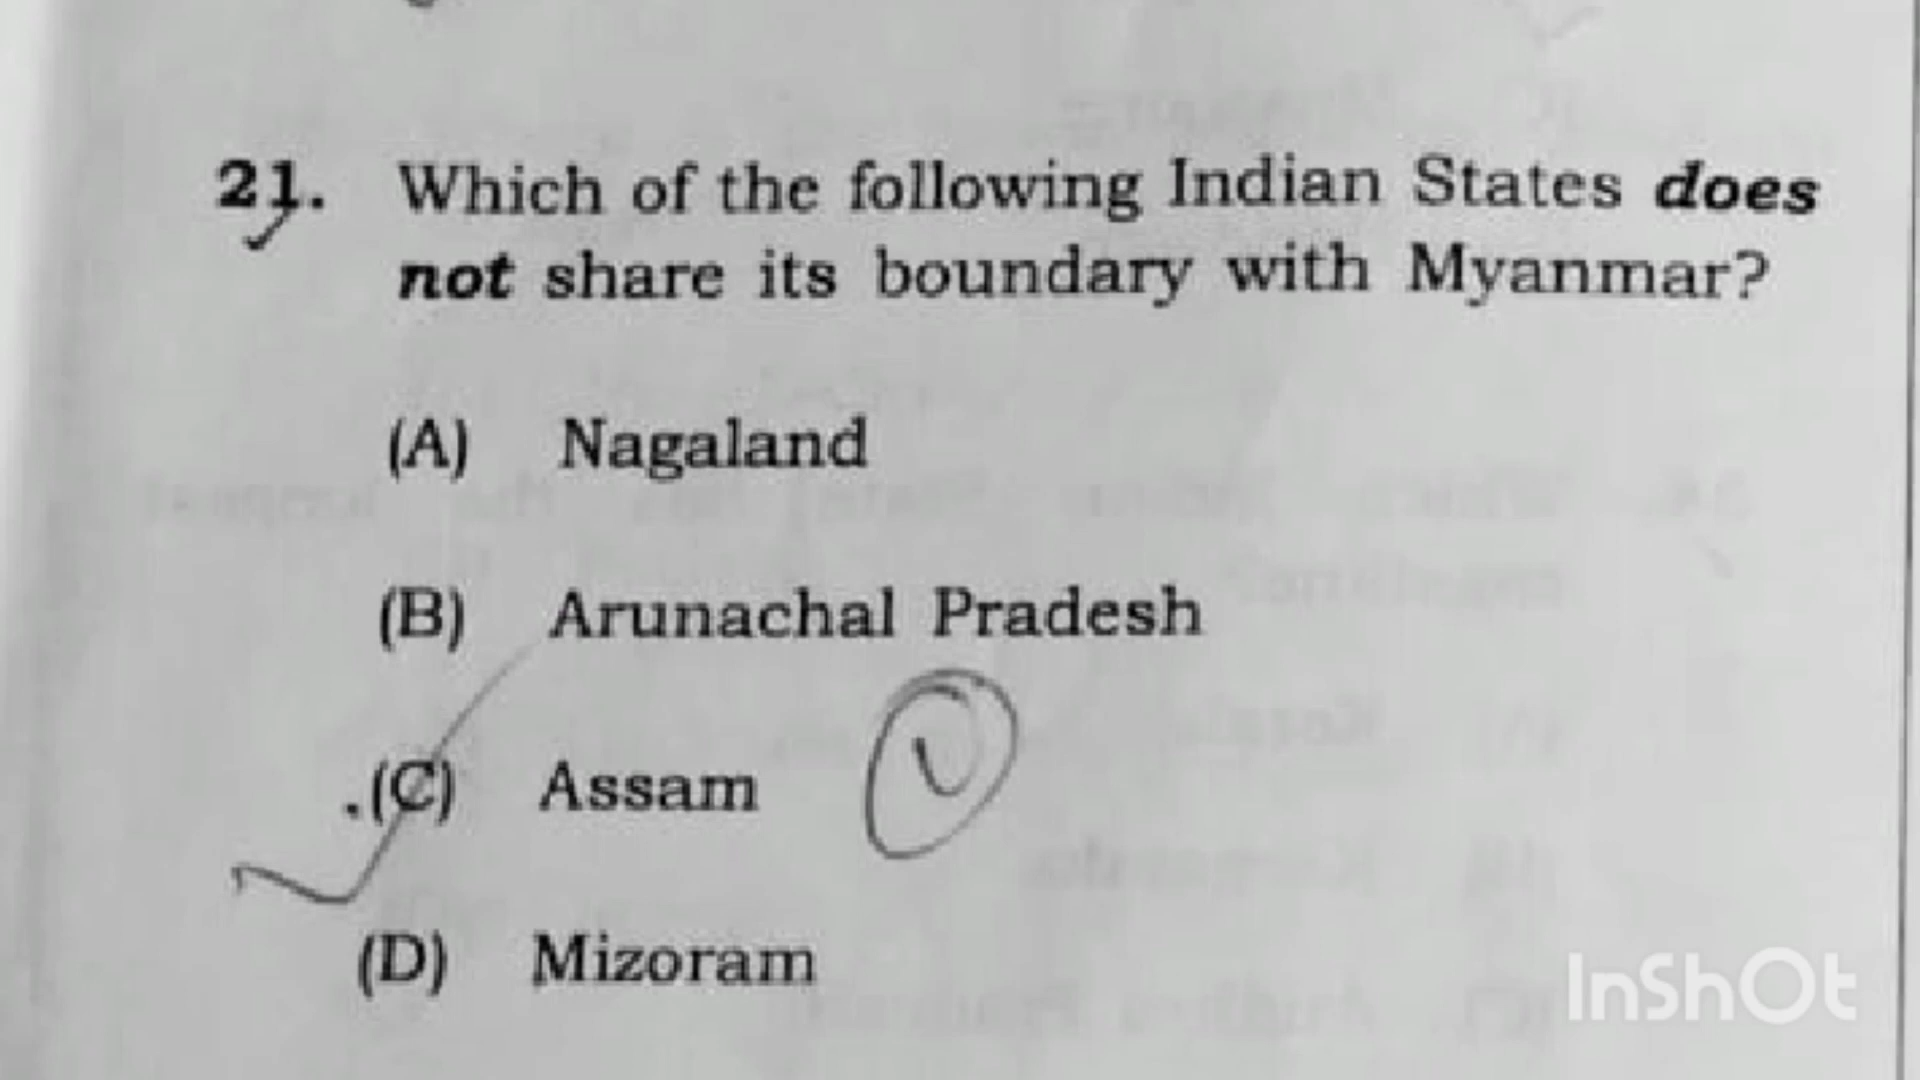 21. Which of the following Indian States does
not share its boundary with Myanmar?
(A) Nagaland
(B) Arunachal Pradesh
(C) Assam
(D) Mizoram
InShOt